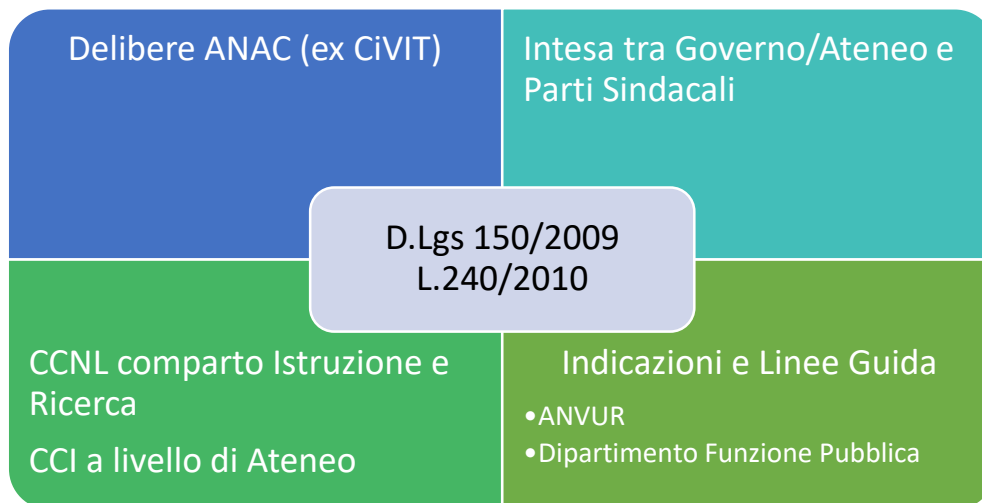 Delibere ANAC (ex CiVIT)
Intesa tra Governo/Ateneo e
Parti Sindacali
D.Lgs 150/2009
L.240/2010
CCNL comparto Istruzione e
Ricerca
CCI a livello di Ateneo
Indicazioni e Linee Guida
•ANVUR
•Dipartimento Funzione Pubblica